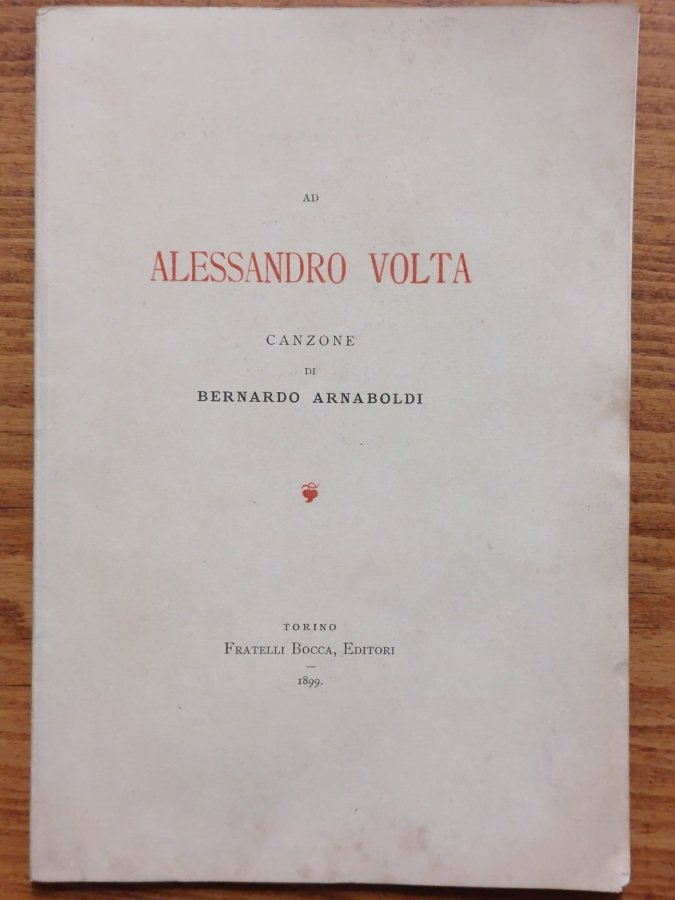 AD
ALESSANDRO VOLTA
CANZONE
DI
BERNARDO ARNABOLDI
TORINO
FRATELLI BOCCA, EDITORI
1899.